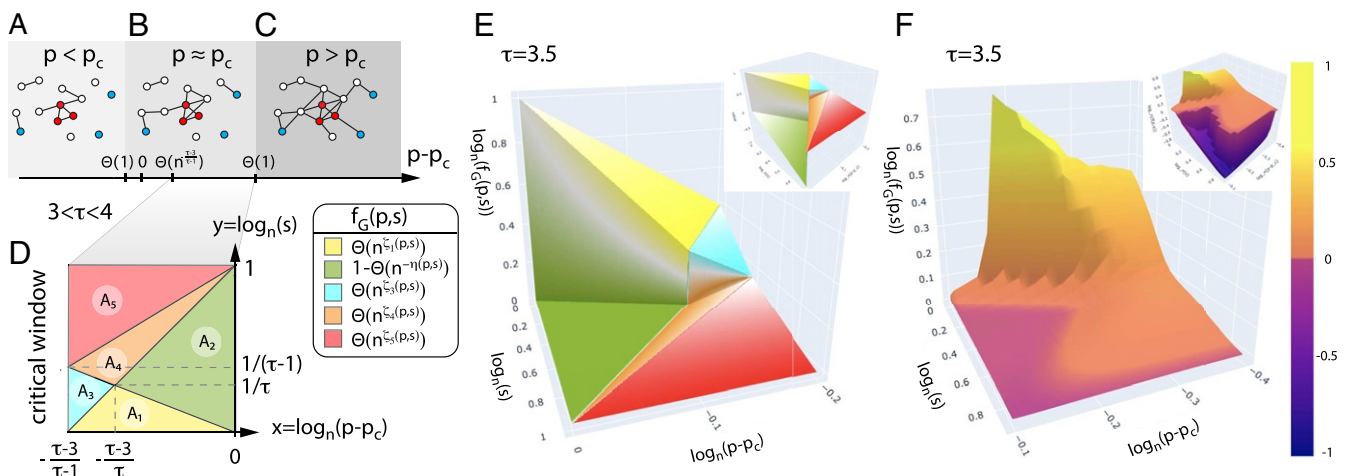 A
p < p_c
B
p ≈ p_c
C
p > p_c
Θ(1)
0
Θ(n^{\frac{τ-3}{τ-1}})
Θ(1)
p-p_c
3<τ<4
D
critical window
y=log_n(s)
1
A_5
A_2
A_4
A_3
A_1
1/(τ-1)
1/τ
x=log_n(p-p_c)
-\frac{τ-3}{τ-1}
-\frac{τ-3}{τ}
0
f_G(p,s)
Θ(n^{ζ_1(p,s)})
1-Θ(n^{-η(p,s)})
Θ(n^{ζ_3(p,s)})
Θ(n^{ζ_4(p,s)})
Θ(n^{ζ_5(p,s)})
E
τ=3.5
log_n(f_G(p,s))
1
0.8
0.6
0.4
0.2
0
0.2
0.4
0.6
0.8
1
log_n(s)
0
-0.1
-0.2
log_n(p-p_c)
F
τ=3.5
log_n(f_G(p,s))
0.7
0.6
0.5
0.4
0.3
0.2
0.1
0
0.2
0.4
0.6
0.8
log_n(s)
-0.1
-0.2
-0.3
-0.4
log_n(p-p_c)
1
0.5
0
-0.5
-1